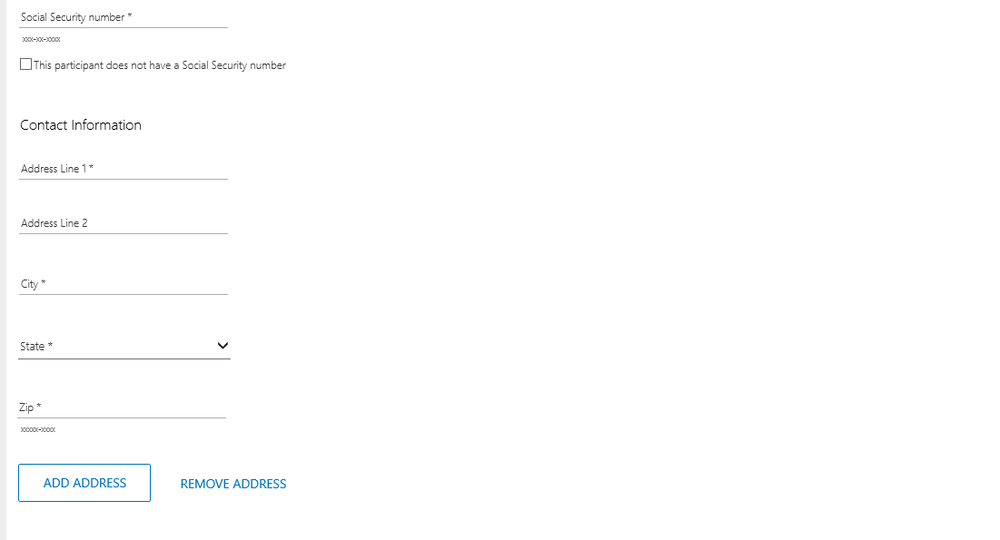 Social Security number *
xxx-xx-xxxx
This participant does not have a Social Security number
Contact Information
Address Line 1 *
Address Line 2
City *
State *
Zip *
xxxxx-xxxx
ADD ADDRESS REMOVE ADDRESS